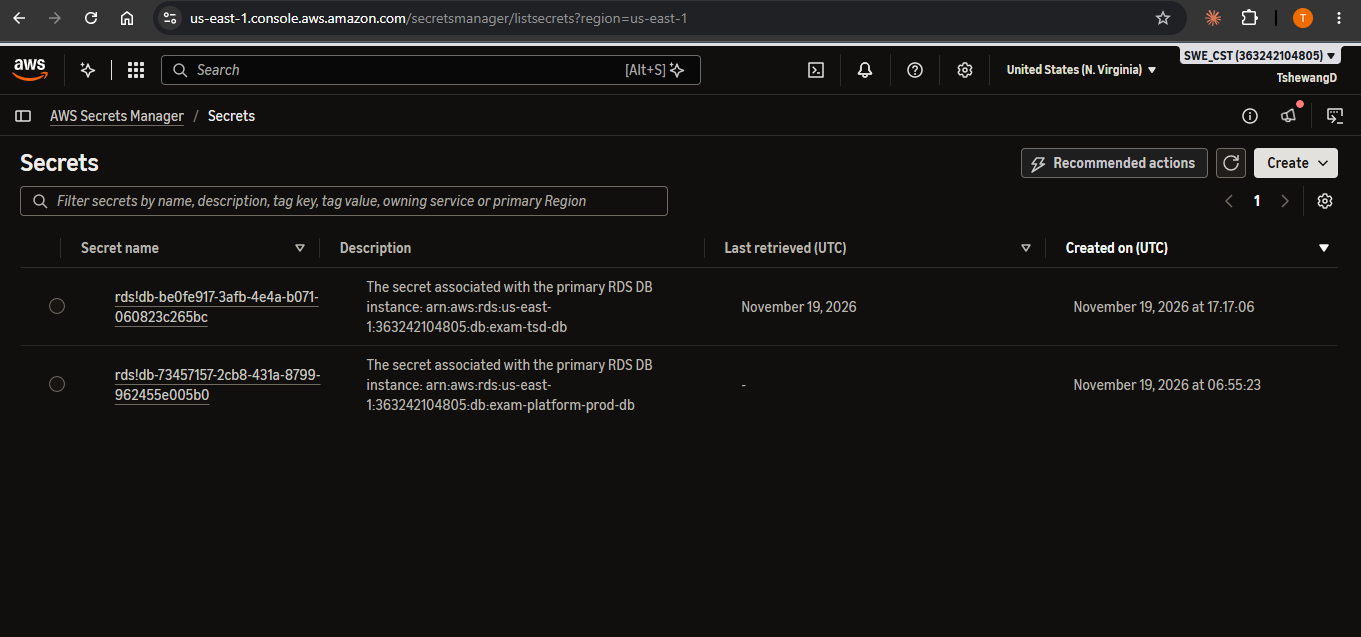 us-east-1.console.aws.amazon.com/secretsmanager/listsecrets?region=us-east-1
T
aws
Search
[Alt+S]
United States (N. Virginia)
SWE_CST (363242104805)
TshewangD
AWS Secrets Manager / Secrets
Secrets
Recommended actions
Create
Filter secrets by name, description, tag key, tag value, owning service or primary Region
1
Secret name
Description
Last retrieved (UTC)
Created on (UTC)
rds!db-be0fe917-3afb-4e4a-b071-
060823c265bc
The secret associated with the primary RDS DB
instance: arn:aws:rds:us-east-
1:363242104805:db:exam-tsd-db
November 19, 2026
November 19, 2026 at 17:17:06
rds!db-73457157-2cb8-431a-8799-
962455e005b0
The secret associated with the primary RDS DB
instance: arn:aws:rds:us-east-
1:363242104805:db:exam-platform-prod-db
-
November 19, 2026 at 06:55:23